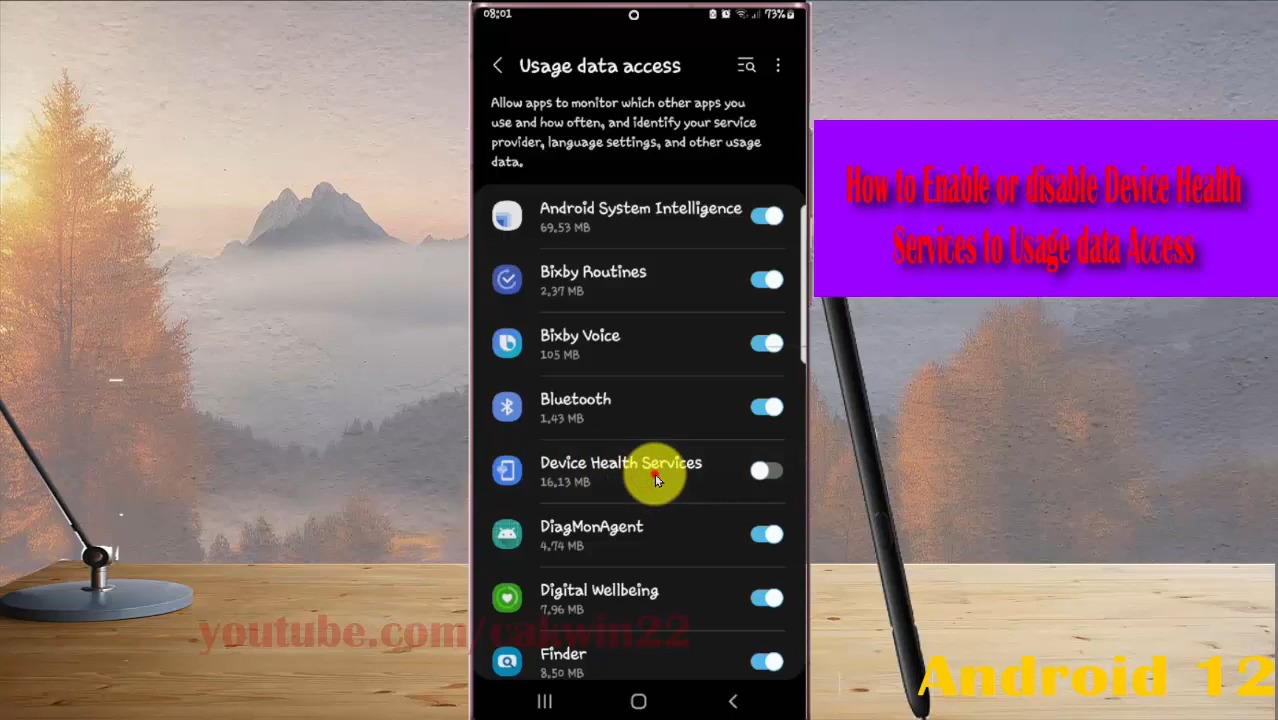 08:01
73%
Usage data access
Allow apps to monitor which other apps you
use and how often, and identify your service
provider, language settings, and other usage
data.
Android System Intelligence
69.53 MB
Bixby Routines
2.37 MB
Bixby Voice
105 MB
Bluetooth
1.43 MB
Device Health Services
16.13 MB
DiagMonAgent
4.74 MB
Digital Wellbeing
7.96 MB
Finder
8.50 MB
How to Enable or disable Device Health
Services to Usage data Access
youtube.com/cakwin22
Android 12